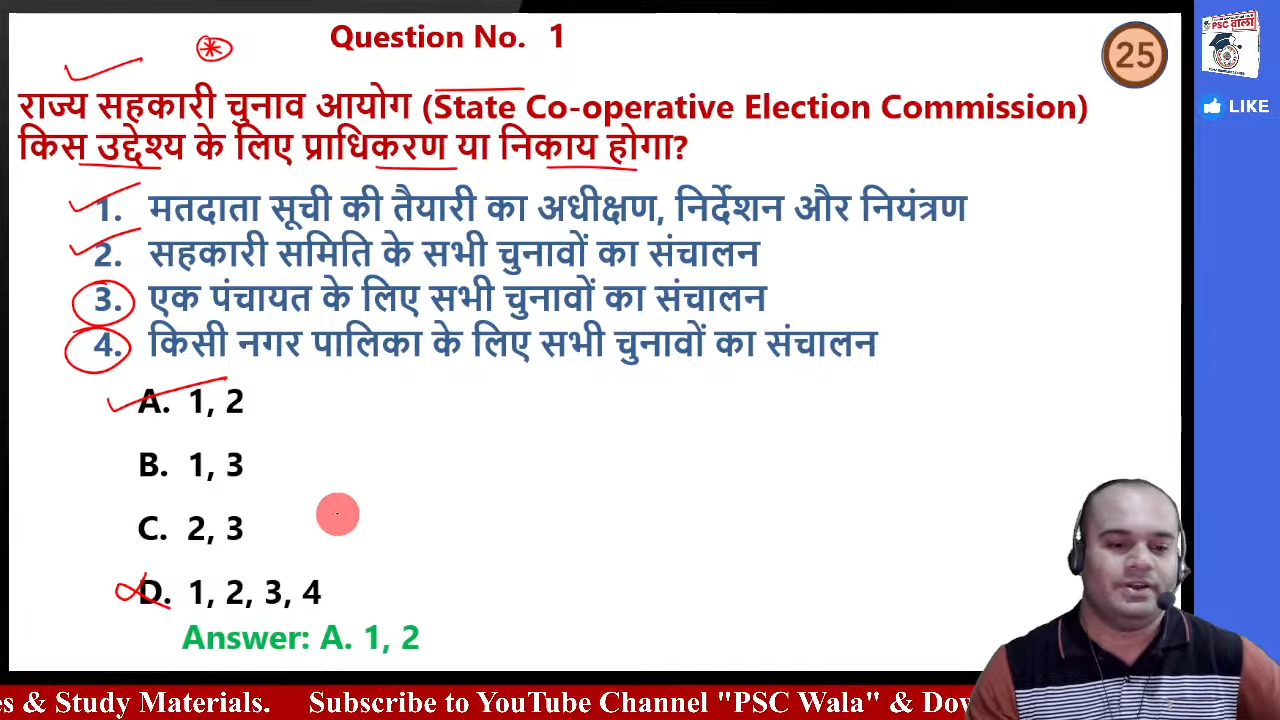 Question No. 1
25
PSC वाला
LIKE
राज्य सहकारी चुनाव आयोग (State Co-operative Election Commission)
किस उद्देश्य के लिए प्राधिकरण या निकाय होगा?
1. मतदाता सूची की तैयारी का अधीक्षण, निर्देशन और नियंत्रण
2. सहकारी समिति के सभी चुनावों का संचालन
3. एक पंचायत के लिए सभी चुनावों का संचालन
4. किसी नगर पालिका के लिए सभी चुनावों का संचालन
A. 1, 2
B. 1, 3
C. 2, 3
D. 1, 2, 3, 4
Answer: A. 1, 2
es & Study Materials. Subscribe to YouTube Channel "PSC Wala" & Dow